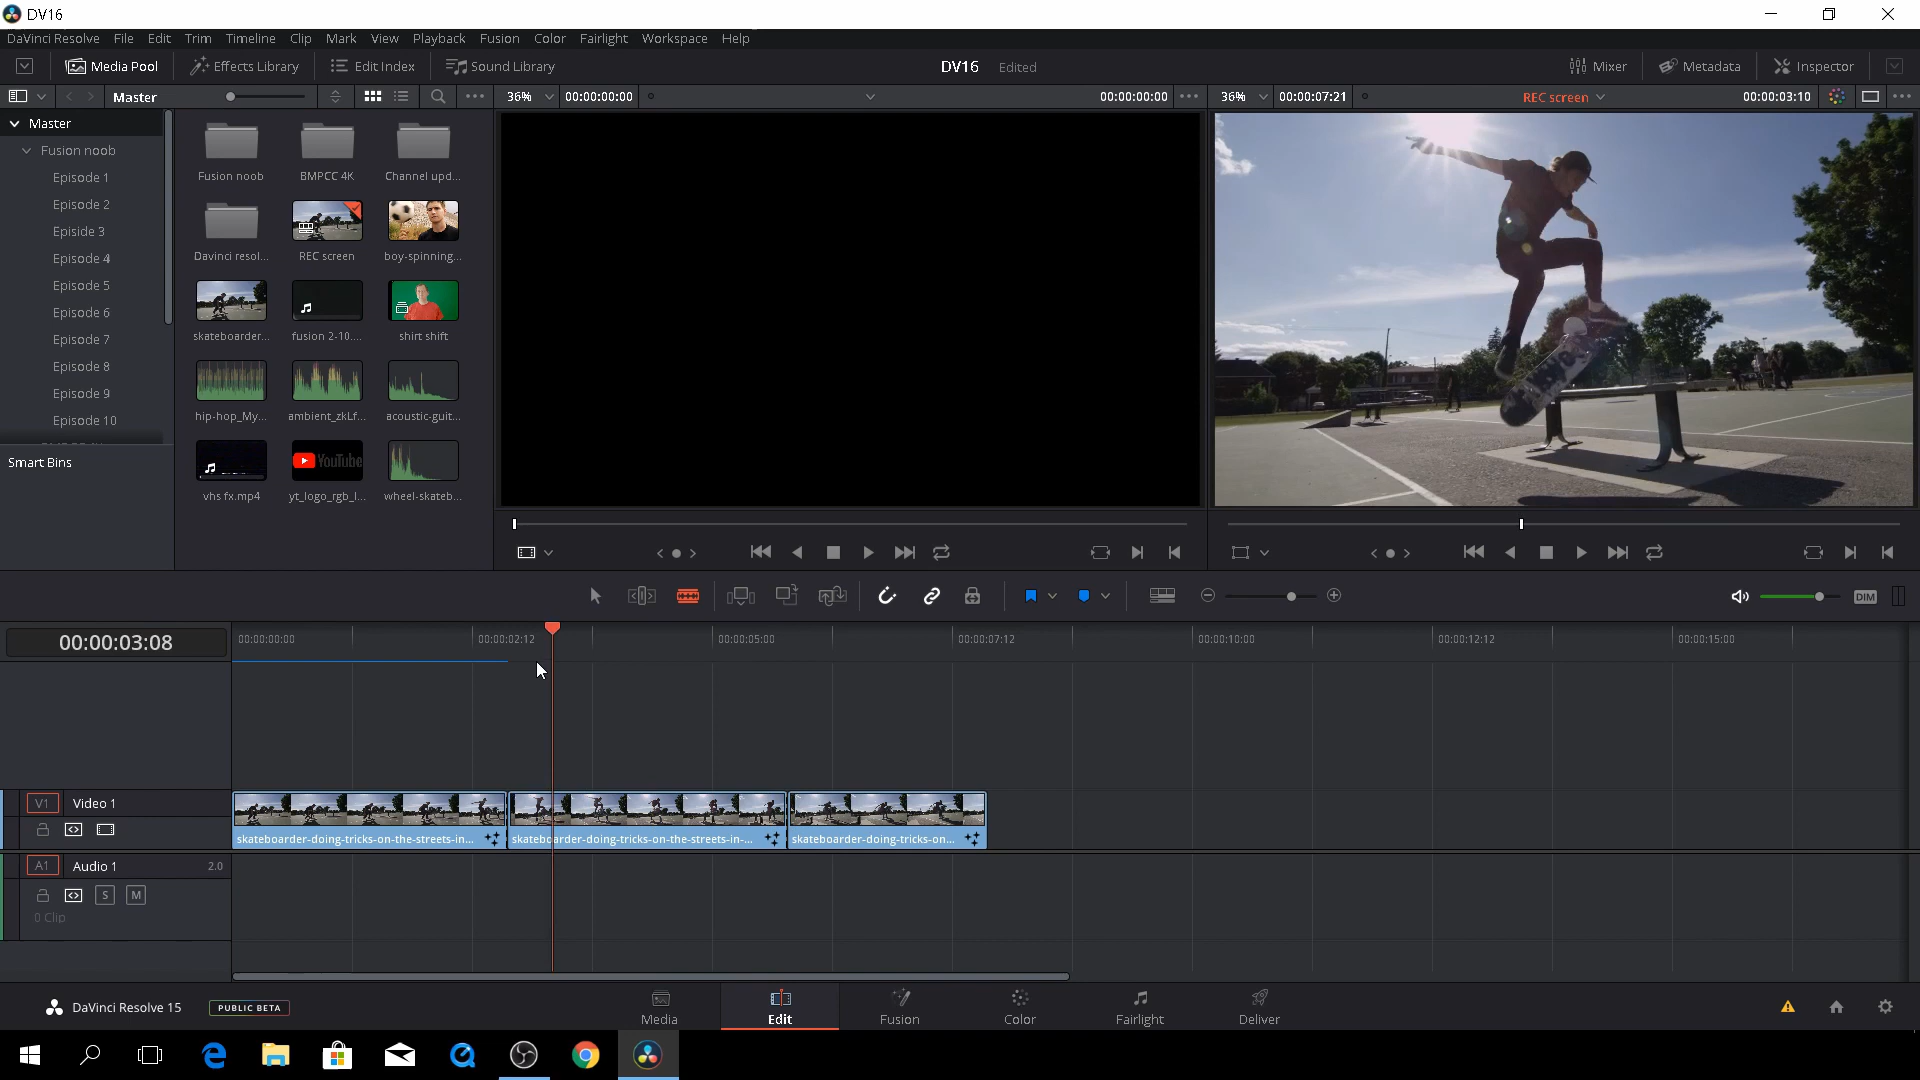 DV16
DaVinci Resolve File Edit Trim Timeline Clip Mark View Playback Fusion Color Fairlight Workspace Help
Media Pool Effects Library Edit Index Sound Library DV16 Edited Mixer Metadata Inspector
Master 36% 00:00:00:00 00:00:00:00 36% 00:00:07:21 REC screen 00:00:03:10
Master
Fusion noob
Episode 1
Episode 2
Episide 3
Episode 4
Episode 5
Episode 6
Episode 7
Episode 8
Episode 9
Episode 10
Smart Bins
Fusion noob BMPCC 4K Channel upd...
Davinci resol... REC screen boy-spinning...
skateboarder... fusion 2-10.... shirt shift
hip-hop_My... ambient_zkLf... acoustic-guit...
YouTube
vhs fx.mp4 yt_logo_rgb_l... wheel-skateb...
DIM
00:00:03:08 00:00:00:00 00:00:02:12 00:00:05:00 00:00:07:12 00:00:10:00 00:00:12:12 00:00:15:00
V1 Video 1
skateboarder-doing-tricks-on-the-streets-in... skateboarder-doing-tricks-on-the-streets-in-... skateboarder-doing-tricks-on...
A1 Audio 1 2.0
S M
0 Clip
DaVinci Resolve 15 PUBLIC BETA Media Edit Fusion Color Fairlight Deliver